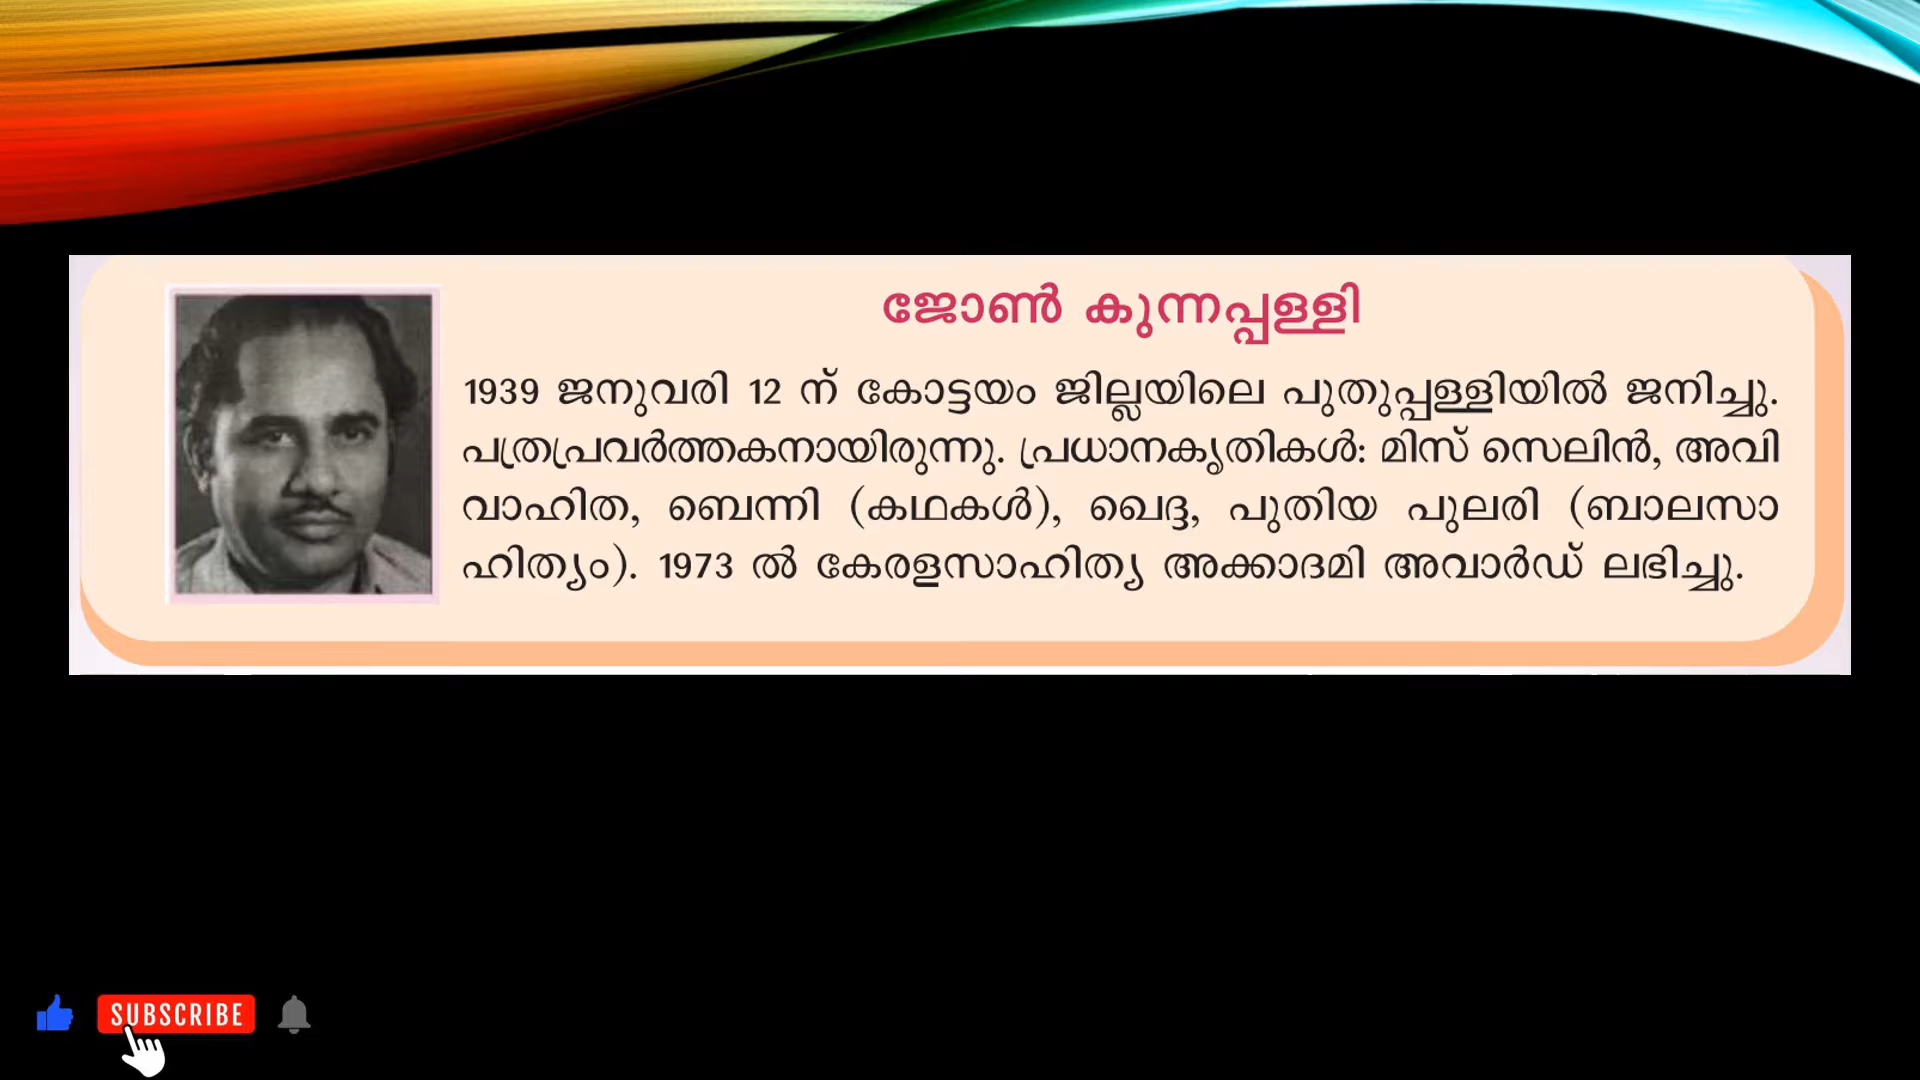 ജോൺ കുന്നപ്പള്ളി
1939 ജനുവരി 12 ന് കോട്ടയം ജില്ലയിലെ പുതുപ്പള്ളിയിൽ ജനിച്ചു.
പത്രപ്രവർത്തകനായിരുന്നു. പ്രധാനകൃതികൾ: മിസ് സെലിൻ, അവി
വാഹിത, ബെന്നി (കഥകൾ), ഖെദ്ദ, പുതിയ പുലരി (ബാലസാ
ഹിത്യം). 1973 ൽ കേരളസാഹിത്യ അക്കാദമി അവാർഡ് ലഭിച്ചു.
SUBSCRIBE